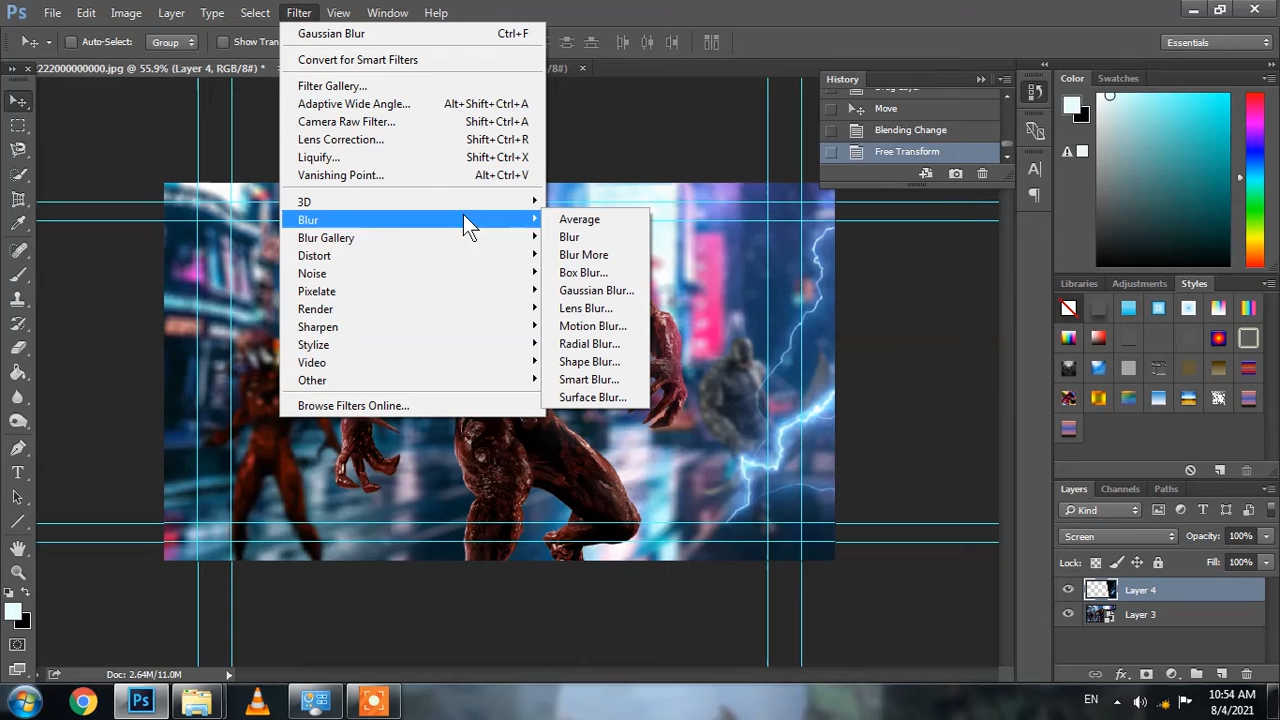 Ps File Edit Image Layer Type Select Filter View Window Help
Auto-Select: Group Show Tran
Essentials
222000000000.jpg @ 55.9% (Layer 4, RGB/8#) *
/8#) *
Gaussian Blur Ctrl+F
Convert for Smart Filters
Filter Gallery...
Adaptive Wide Angle... Alt+Shift+Ctrl+A
Camera Raw Filter... Shift+Ctrl+A
Lens Correction... Shift+Ctrl+R
Liquify... Shift+Ctrl+X
Vanishing Point... Alt+Ctrl+V
3D
Blur
Blur Gallery
Distort
Noise
Pixelate
Render
Sharpen
Stylize
Video
Other
Browse Filters Online...
Average
Blur
Blur More
Box Blur...
Gaussian Blur...
Lens Blur...
Motion Blur...
Radial Blur...
Shape Blur...
Smart Blur...
Surface Blur...
History
Move
Blending Change
Free Transform
Color Swatches
Libraries Adjustments Styles
Layers Channels Paths
Kind
Screen Opacity: 100%
Lock: Fill: 100%
Layer 4
Layer 3
Doc: 2.64M/11.0M
Ps
EN
10:54 AM
8/4/2021